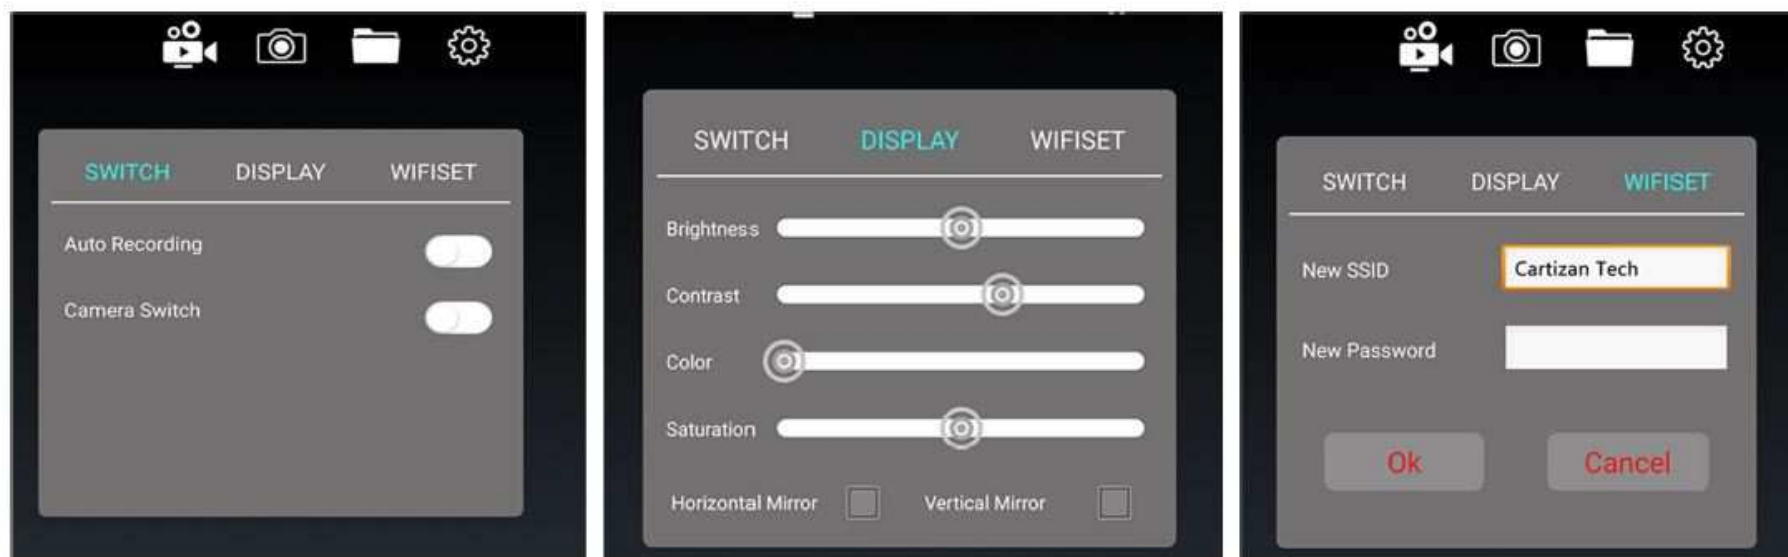 SWITCH DISPLAY WIFISET
Auto Recording
Camera Switch
SWITCH DISPLAY WIFISET
Brightness
Contrast
Color
Saturation
Horizontal Mirror Vertical Mirror
SWITCH DISPLAY WIFISET
New SSID Cartizan Tech
New Password
Ok Cancel